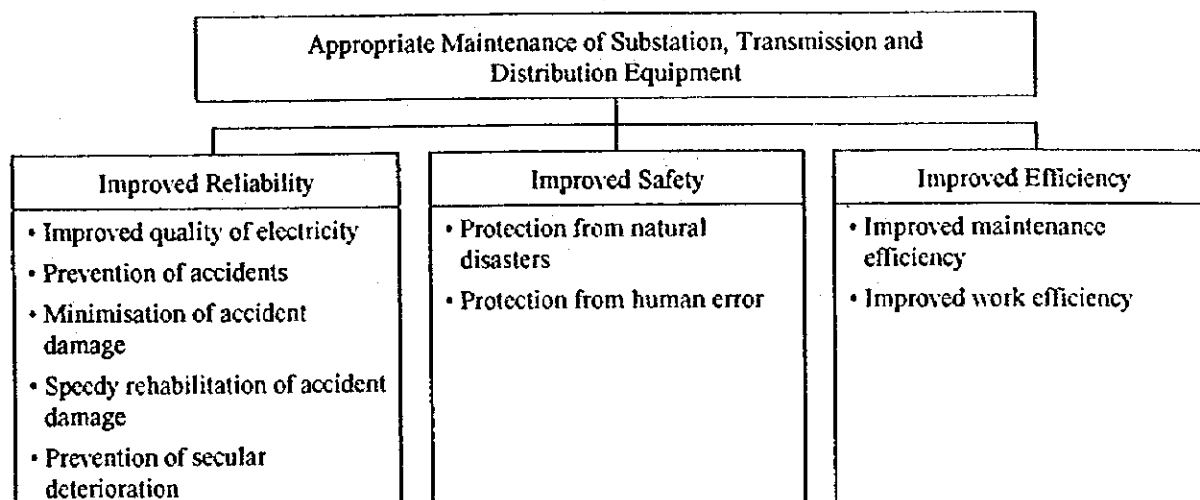 Appropriate Maintenance of Substation, Transmission and
Distribution Equipment
Improved Reliability
• Improved quality of electricity
• Prevention of accidents
• Minimisation of accident
damage
• Speedy rehabilitation of accident
damage
• Prevention of secular
deterioration
Improved Safety
• Protection from natural
disasters
• Protection from human error
Improved Efficiency
• Improved maintenance
efficiency
• Improved work efficiency